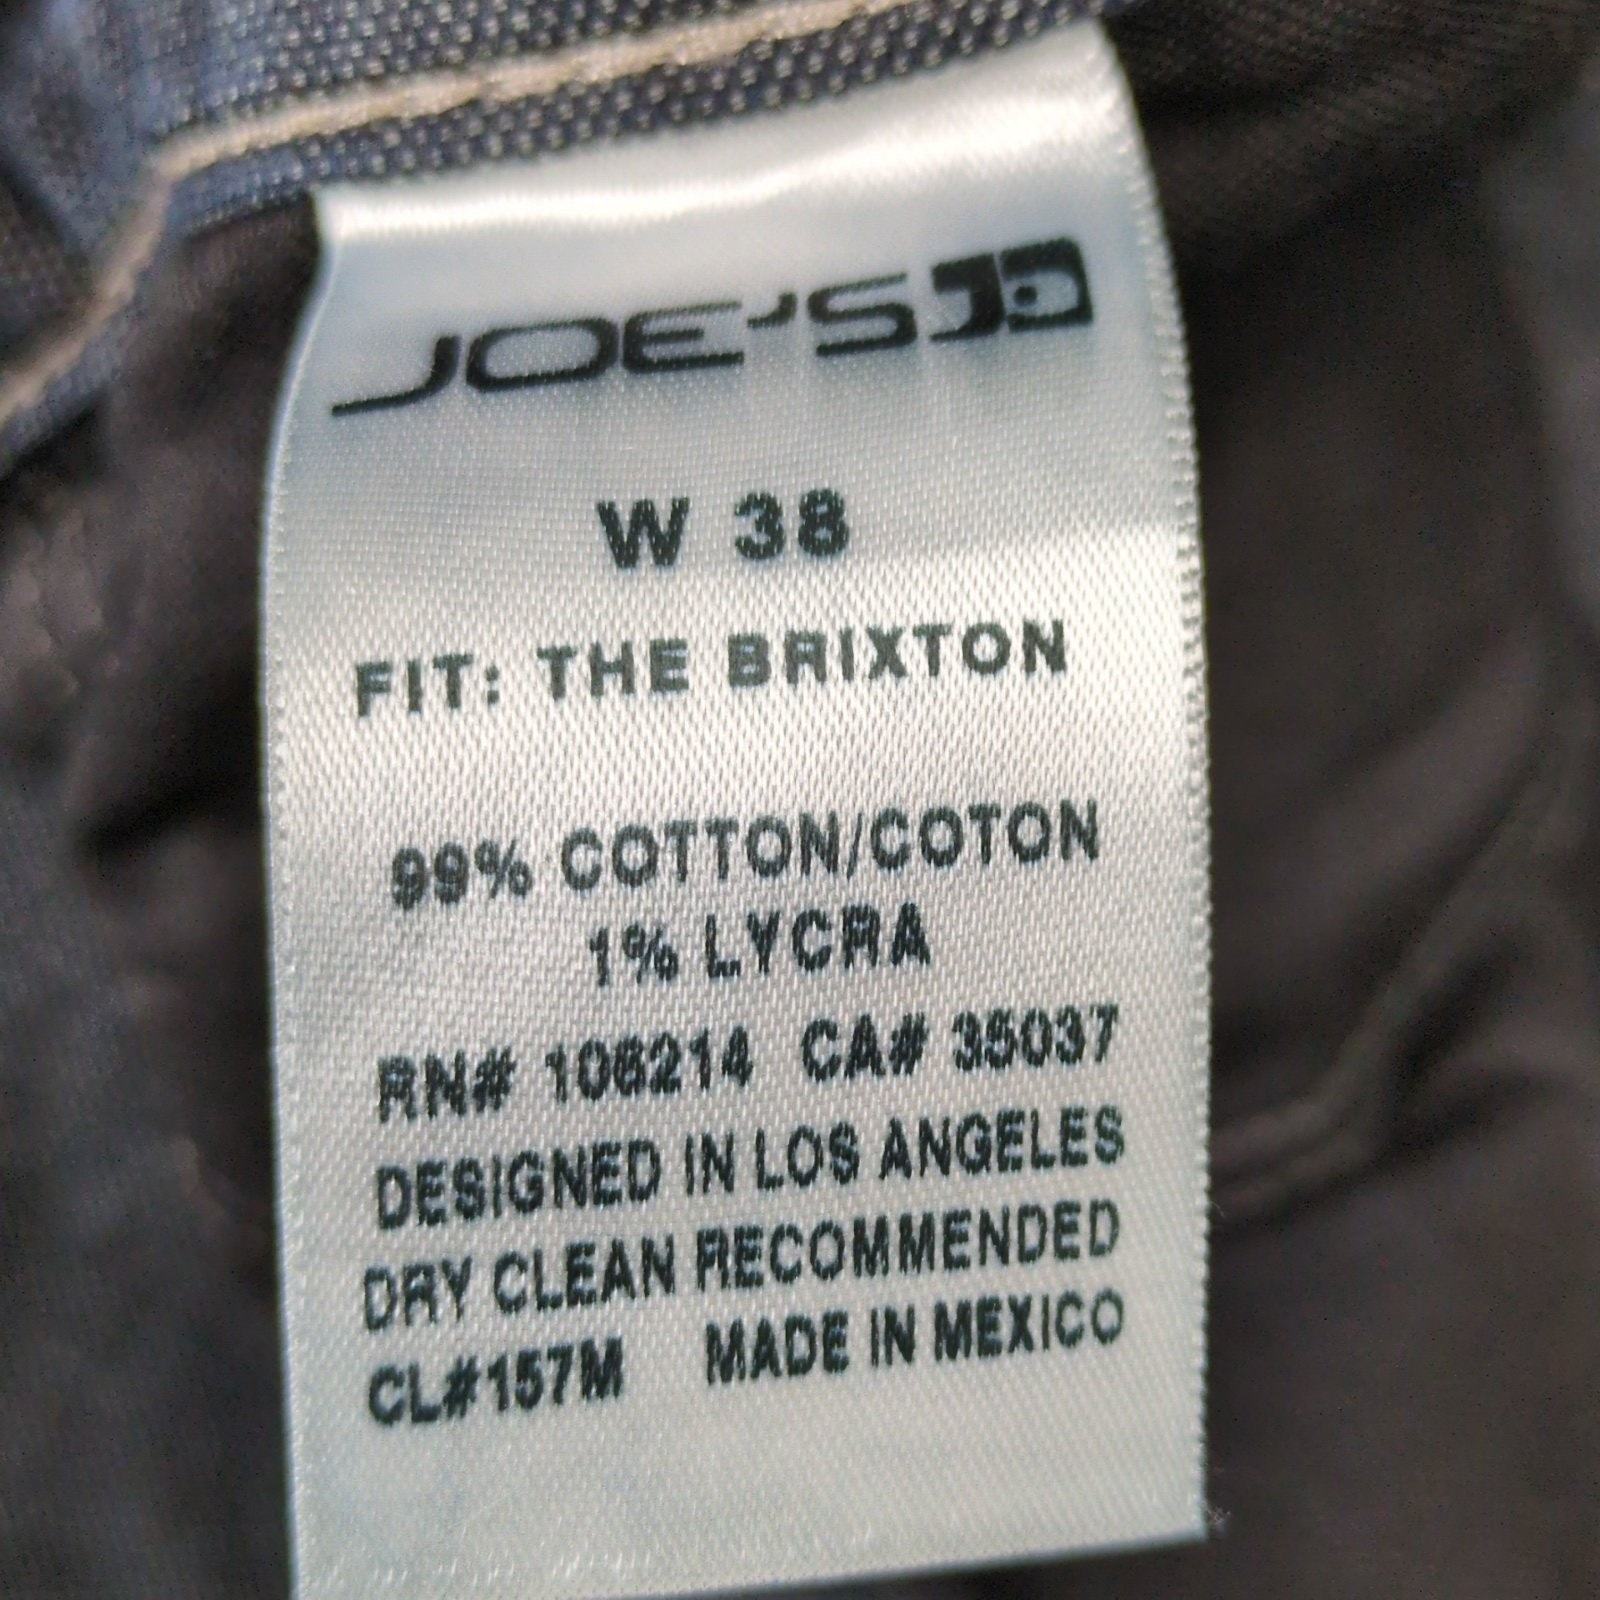 JOE'S
W 38
FIT: THE BRIXTON
99% COTTON/COTON
1% LYCRA
RN# 106214 CA# 35037
DESIGNED IN LOS ANGELES
DRY CLEAN RECOMMENDED
CL#157M MADE IN MEXICO